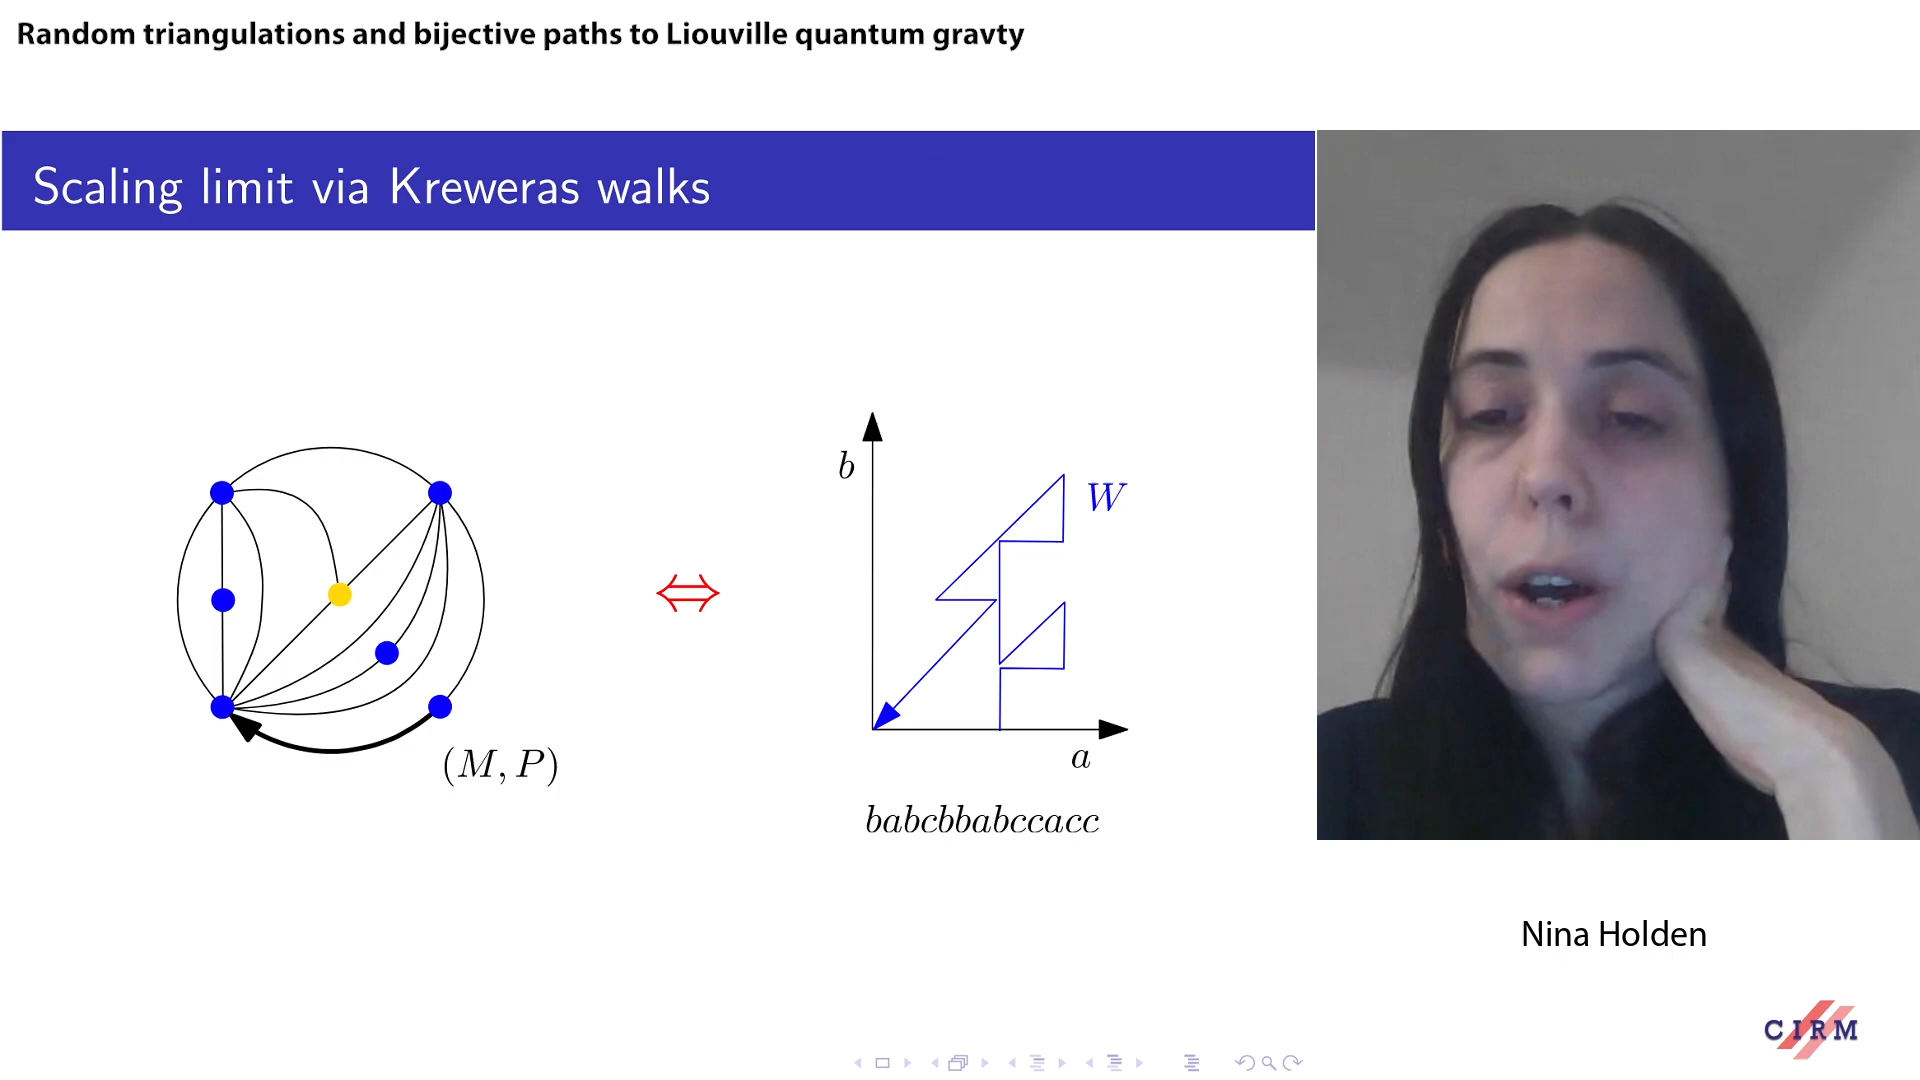 Random triangulations and bijective paths to Liouville quantum gravty
Scaling limit via Kreweras walks
b
W
⇔
(M, P)
a
babcbbabccacc
Nina Holden
CIRM